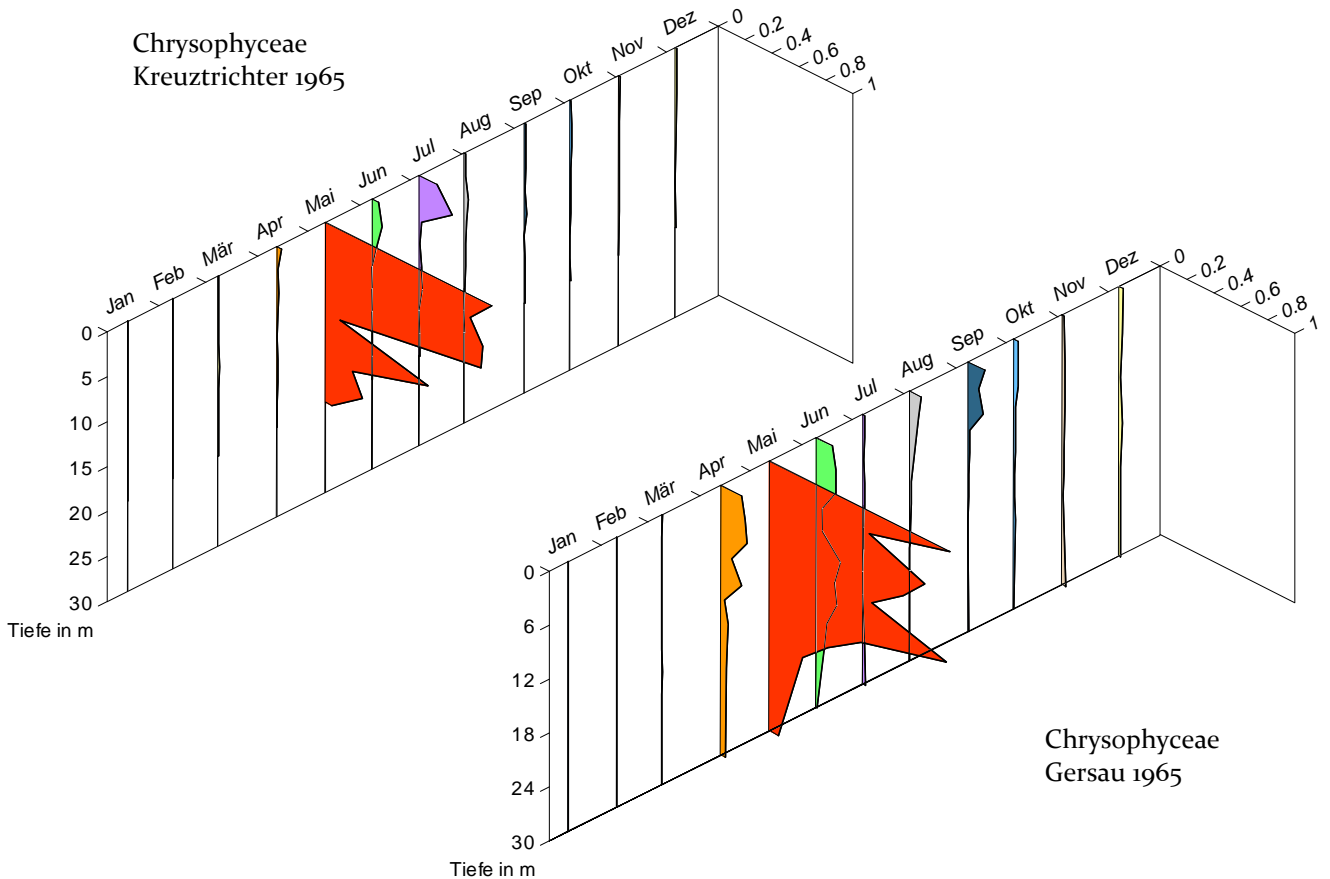 Chrysophyceae
Kreuztrichter 1965
Jan Feb Mär Apr Mai Jun Jul Aug Sep Okt Nov Dez
0 0.2 0.4 0.6 0.8 1
0
5
10
15
20
25
30
Tiefe in m
Jan Feb Mär Apr Mai Jun Jul Aug Sep Okt Nov Dez
0 0.2 0.4 0.6 0.8 1
0
6
12
18
24
30
Tiefe in m
Chrysophyceae
Gersau 1965